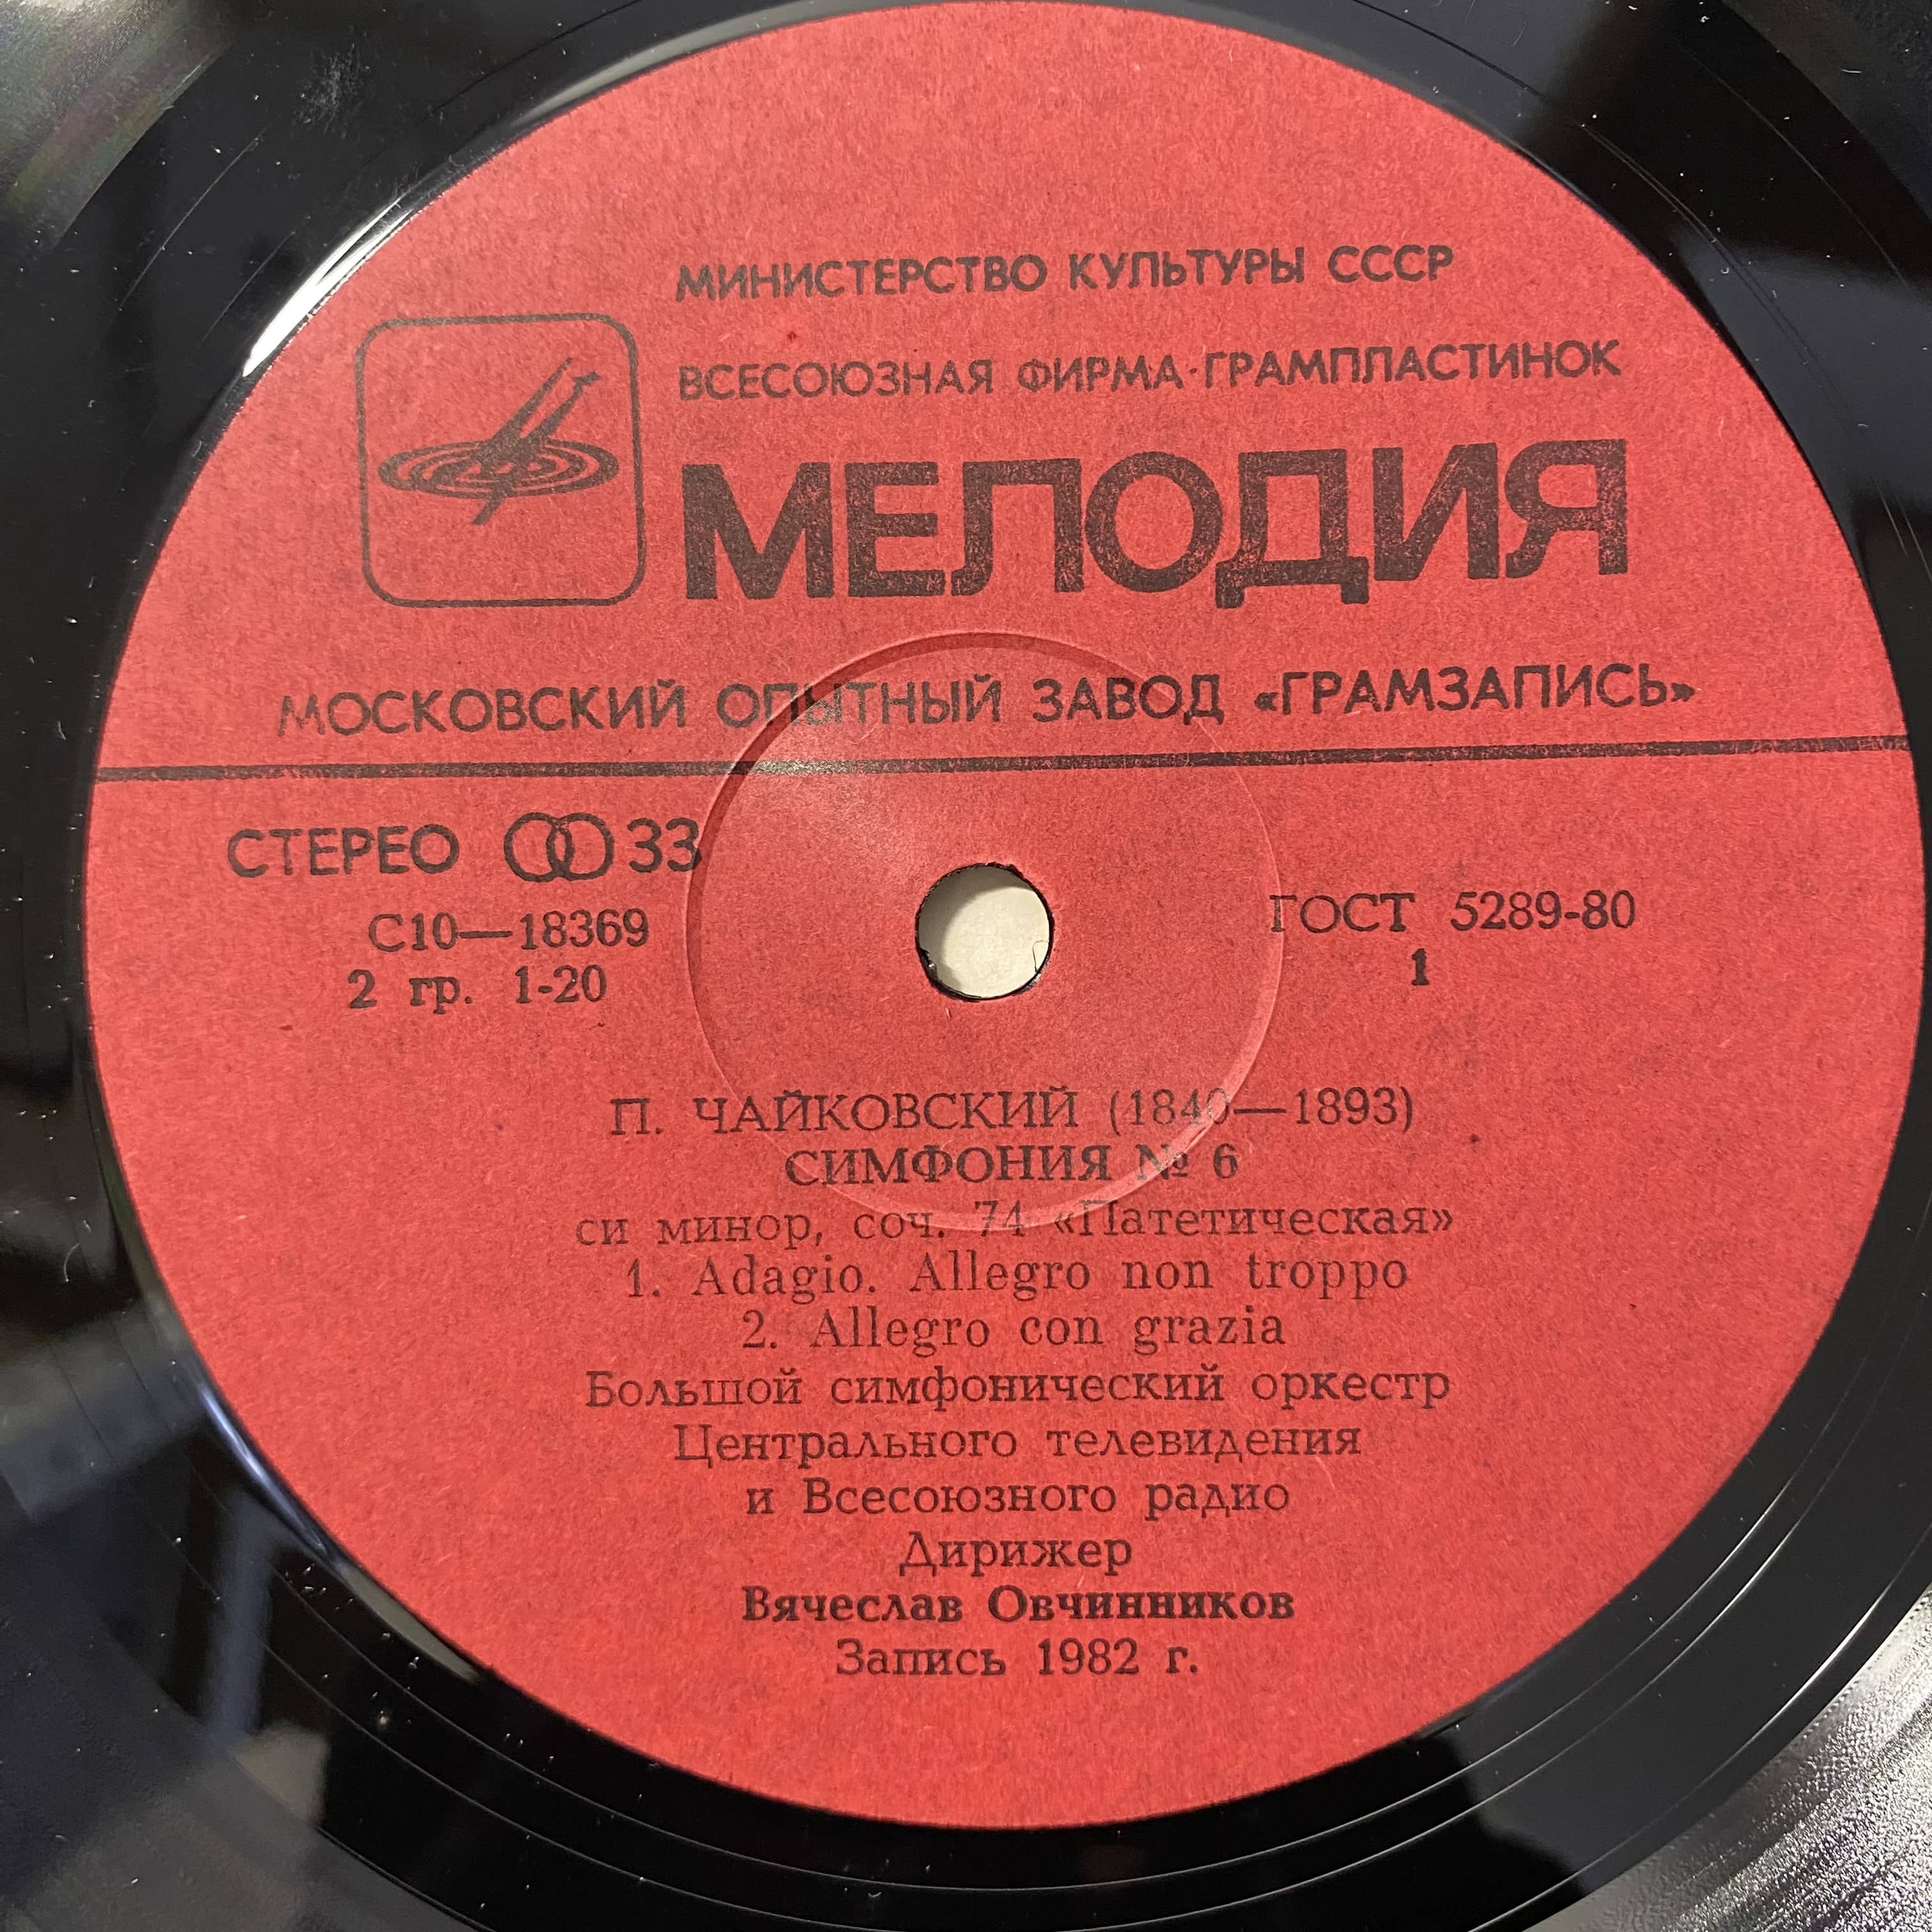 МИНИСТЕРСТВО КУЛЬТУРЫ СССР
ВСЕСОЮЗНАЯ ФИРМА·ГРАМПЛАСТИНОК
МЕЛОДИЯ
МОСКОВСКИЙ ОПЫТНЫЙ ЗАВОД «ГРАМЗАПИСЬ»
СТЕРЕО 33
С10—18369
2 гр. 1-20
ГОСТ 5289-80
1
П. ЧАЙКОВСКИЙ (1840—1893)
СИМФОНИЯ № 6
си минор, соч. 74 «Патетическая»
1. Adagio. Allegro non troppo
2. Allegro con grazia
Большой симфонический оркестр
Центрального телевидения
и Всесоюзного радио
Дирижер
Вячеслав Овчинников
Запись 1982 г.